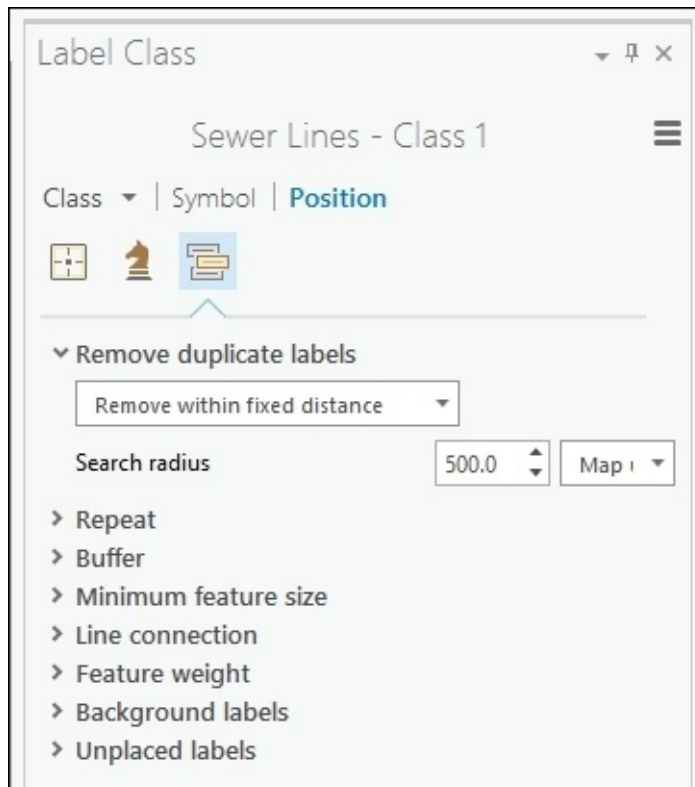 Label Class
Sewer Lines - Class 1
Class | Symbol | Position
Remove duplicate labels
Remove within fixed distance
Search radius 500.0 Map
Repeat
Buffer
Minimum feature size
Line connection
Feature weight
Background labels
Unplaced labels